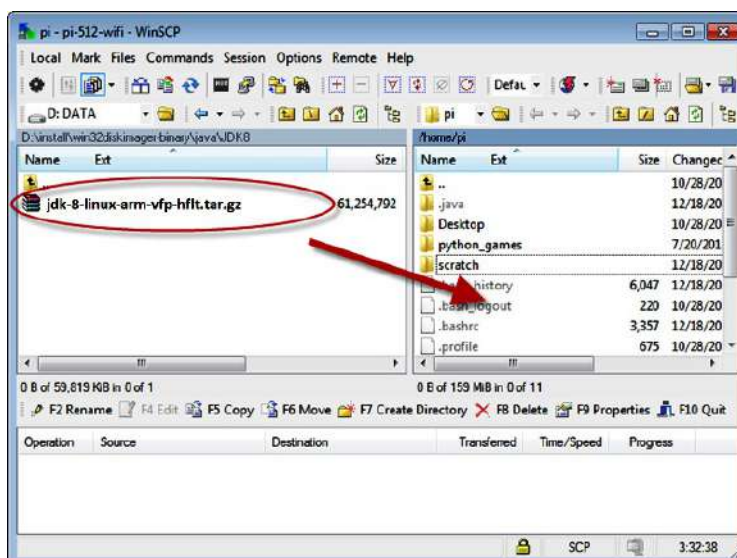 pi - pi-512-wifi - WinSCP
Local Mark Files Commands Session Options Remote Help
Defau
D: DATA
pi
D:\install\win32diskimager-binary\java\JDK8
/home/pi
Name Ext Size
Name Ext Size Changed
..
.. 10/28/20
jdk-8-linux-arm-vfp-hflt.tar.gz 61,254,792
.java 12/18/20
Desktop 10/28/20
python_games 7/20/201
scratch 12/18/20
.bash_history 6,047 12/18/20
.bash_logout 220 10/28/20
.bashrc 3,357 12/18/20
.profile 675 10/28/20
0 B of 59,819 KiB in 0 of 1
0 B of 159 MiB in 0 of 11
F2 Rename F4 Edit F5 Copy F6 Move F7 Create Directory F8 Delete F9 Properties F10 Quit
Operation Source Destination Transferred Time/Speed Progress
SCP 3:32:38